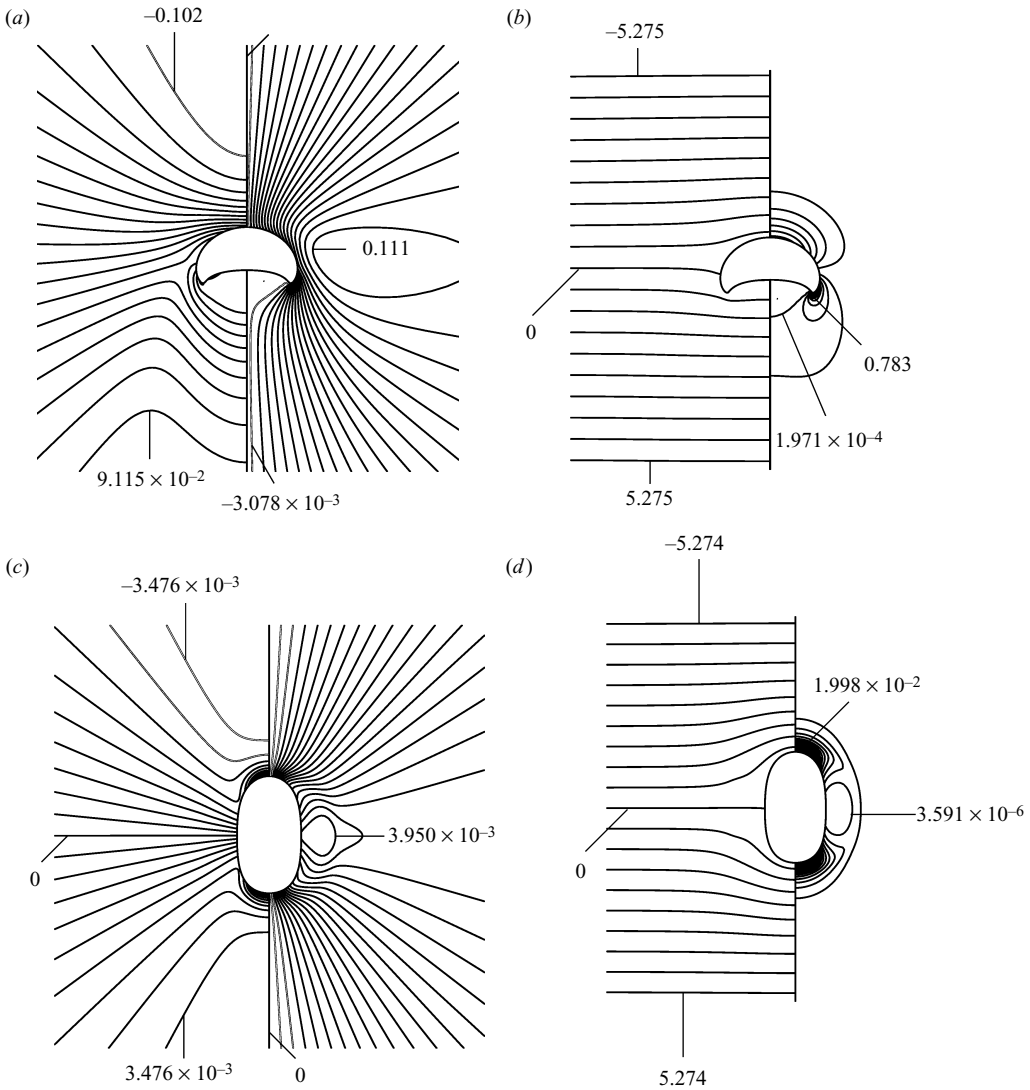 (a)
–0.102
0.111
9.115 × 10–2
–3.078 × 10–3
(b)
–5.275
0
0.783
1.971 × 10–4
5.275
(c)
–3.476 × 10–3
3.950 × 10–3
0
3.476 × 10–3
0
(d)
–5.274
1.998 × 10–2
3.591 × 10–6
0
5.274